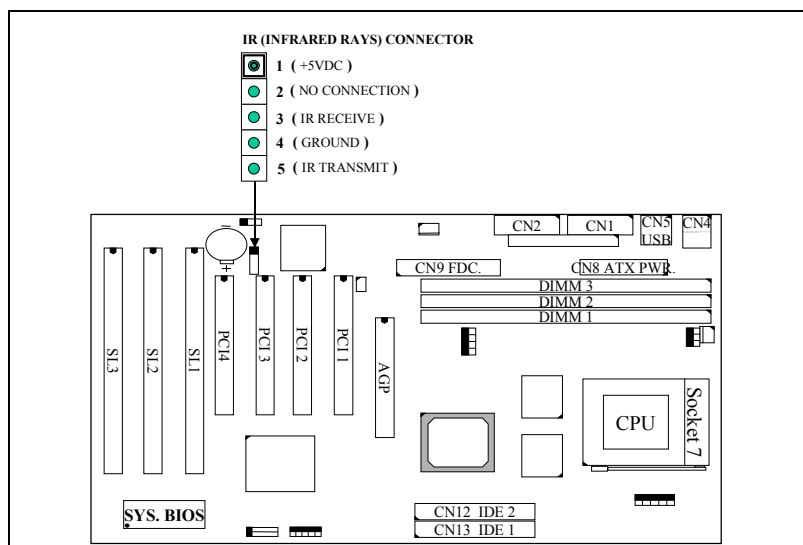 IR (INFRARED RAYS) CONNECTOR
1 ( +5VDC )
2 ( NO CONNECTION )
3 ( IR RECEIVE )
4 ( GROUND )
5 ( IR TRANSMIT )
CN2
CN1
CN5
USB
CN4
CN9 FDC.
CN8 ATX PWR.
DIMM 3
DIMM 2
DIMM 1
SL3
SL2
SL1
PCI4
PCI 3
PCI 2
PCI 1
AGP
CPU
Socket 7
SYS. BIOS
CN12 IDE 2
CN13 IDE 1